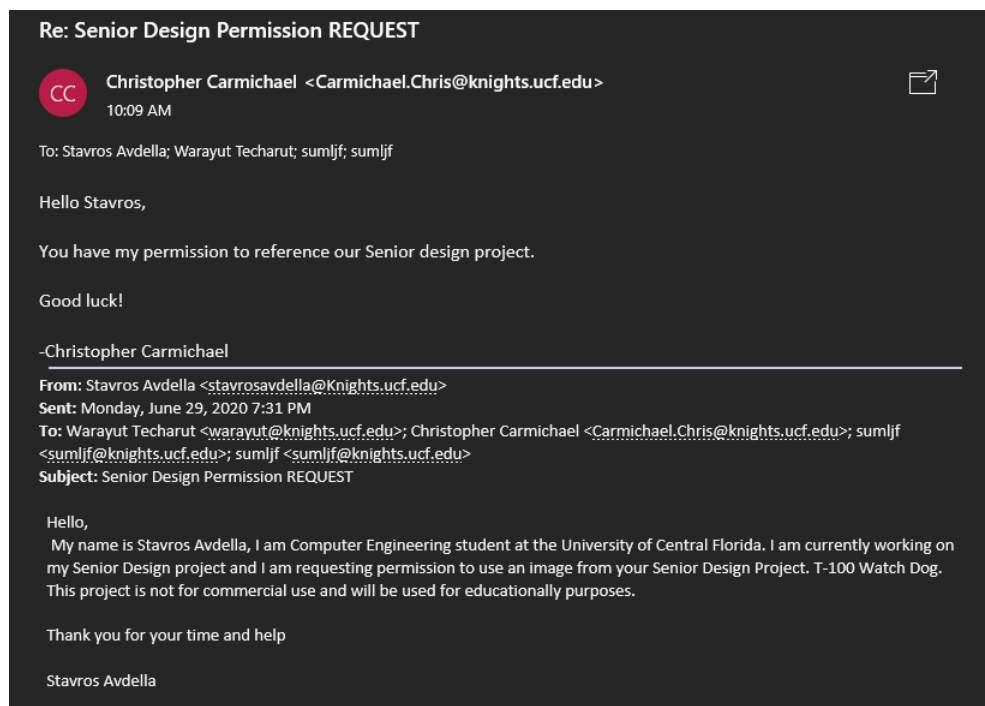 Re: Senior Design Permission REQUEST
CC
Christopher Carmichael <Carmichael.Chris@knights.ucf.edu>
10:09 AM
To: Stavros Avdella; Warayut Techarut; sumljf; sumljf
Hello Stavros,
You have my permission to reference our Senior design project.
Good luck!
-Christopher Carmichael
From: Stavros Avdella <stavrosavdella@Knights.ucf.edu>
Sent: Monday, June 29, 2020 7:31 PM
To: Warayut Techarut <warayut@knights.ucf.edu>; Christopher Carmichael <Carmichael.Chris@knights.ucf.edu>; sumljf
<sumljf@knights.ucf.edu>; sumljf <sumljf@knights.ucf.edu>
Subject: Senior Design Permission REQUEST
Hello,
My name is Stavros Avdella, I am Computer Engineering student at the University of Central Florida. I am currently working on
my Senior Design project and I am requesting permission to use an image from your Senior Design Project. T-100 Watch Dog.
This project is not for commercial use and will be used for educationally purposes.
Thank you for your time and help
Stavros Avdella